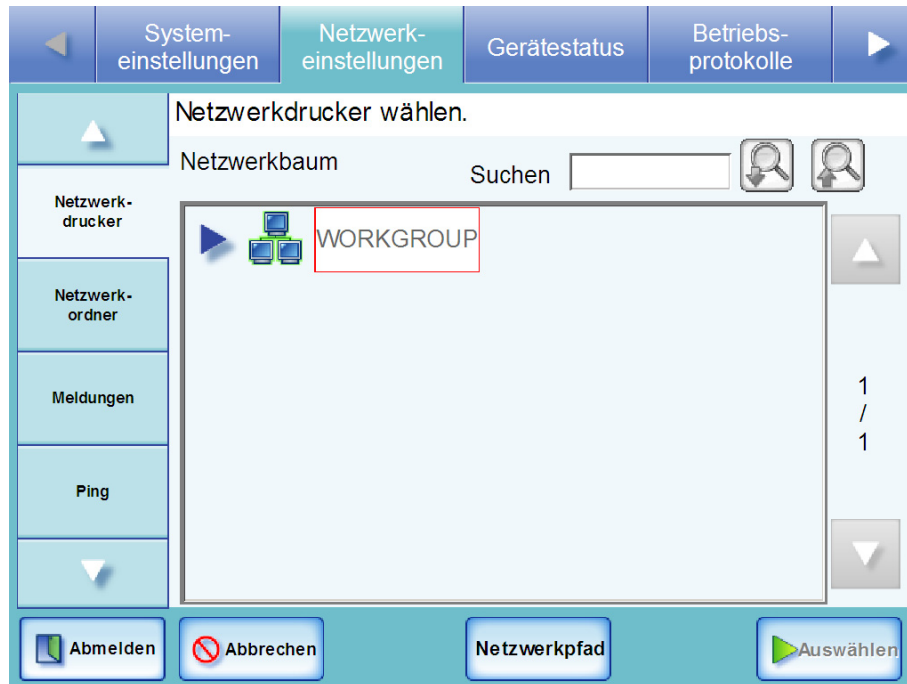 System-
einstellungen
Netzwerk-
einstellungen
Gerätestatus
Betriebs-
protokolle
Netzwerkdrucker wählen.
Netzwerkbaum
Suchen
Netzwerk-
drucker
WORKGROUP
Netzwerk-
ordner
Meldungen
1
/
1
Ping
Abmelden
Abbrechen
Netzwerkpfad
Auswählen